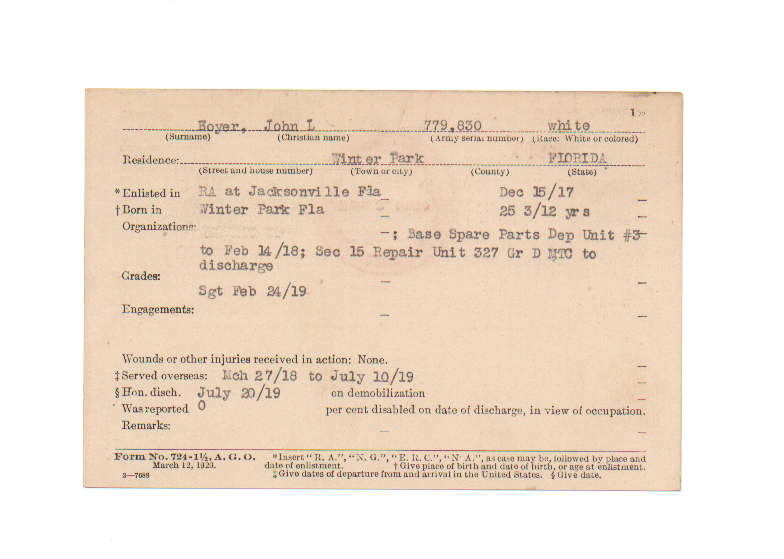 1
Boyer, John L 779,830 white
(Surname) (Christian name) (Army serial number) (Race: White or colored)
Residence: Winter Park FLORIDA
(Street and house number) (Town or city) (County) (State)
* Enlisted in RA at Jacksonville Fla Dec 15/17
† Born in Winter Park Fla 25 3/12 yrs
Organizations: ; Base Spare Parts Dep Unit #3
to Feb 14/18; Sec 15 Repair Unit 327 Gr D MTC to
discharge
Grades:
Sgt Feb 24/19
Engagements:
Wounds or other injuries received in action: None.
‡ Served overseas: Mch 27/18 to July 10/19
§ Hon. disch. July 20/19 on demobilization
Was reported 0 per cent disabled on date of discharge, in view of occupation.
Remarks:
Form No. 724-1½, A. G. O. *Insert "R. A.", "N. G.", "E. R. C.", "N. A.", as case may be, followed by place and
March 12, 1920. date of enlistment. † Give place of birth and date of birth, or age at enlistment.
3—7688 ‡ Give dates of departure from and arrival in the United States. § Give date.